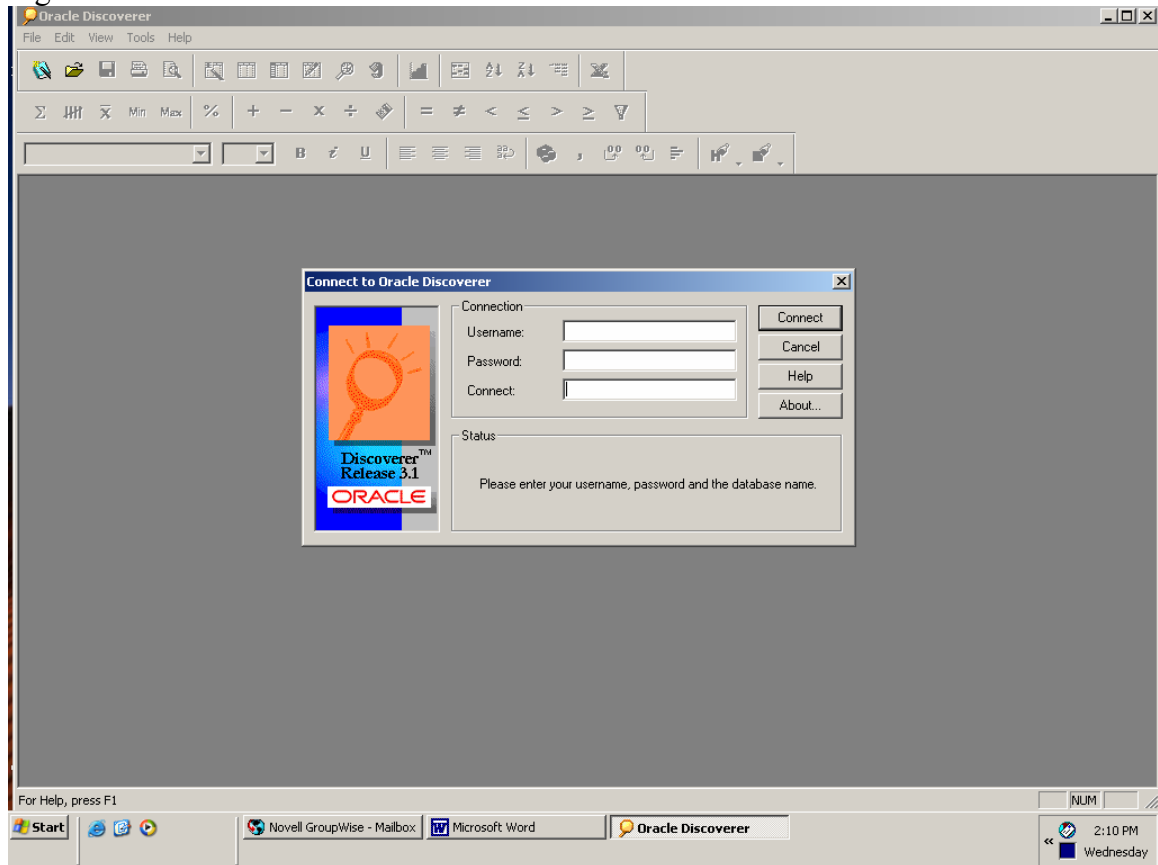 Oracle Discoverer
File Edit View Tools Help
Σ Min Max % + − × ÷ = ≠ < ≤ > ≥
B i U ,
Connect to Oracle Discoverer
Connection
Username:
Password:
Connect:
Connect
Cancel
Help
About...
Discoverer™
Release 3.1
ORACLE
Status
Please enter your username, password and the database name.
For Help, press F1
NUM
Start
Novell GroupWise - Mailbox
Microsoft Word
Oracle Discoverer
«
2:10 PM
Wednesday